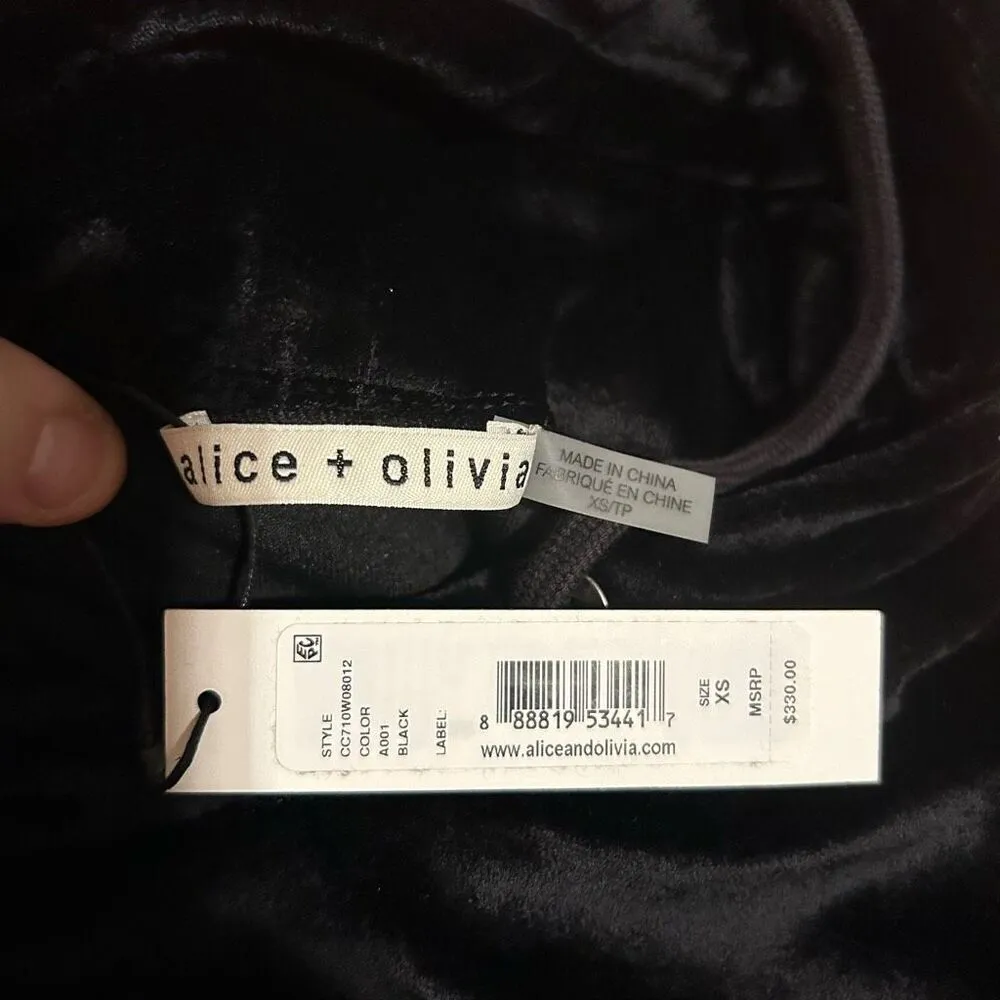 alice + olivia
MADE IN CHINA
FABRIQUÉ EN CHINE
XS/TP
STYLE
CC710W08012
COLOR
A001
BLACK
LABEL:
8 88819 53441 7
www.aliceandolivia.com
SIZE
XS
MSRP
$330.00